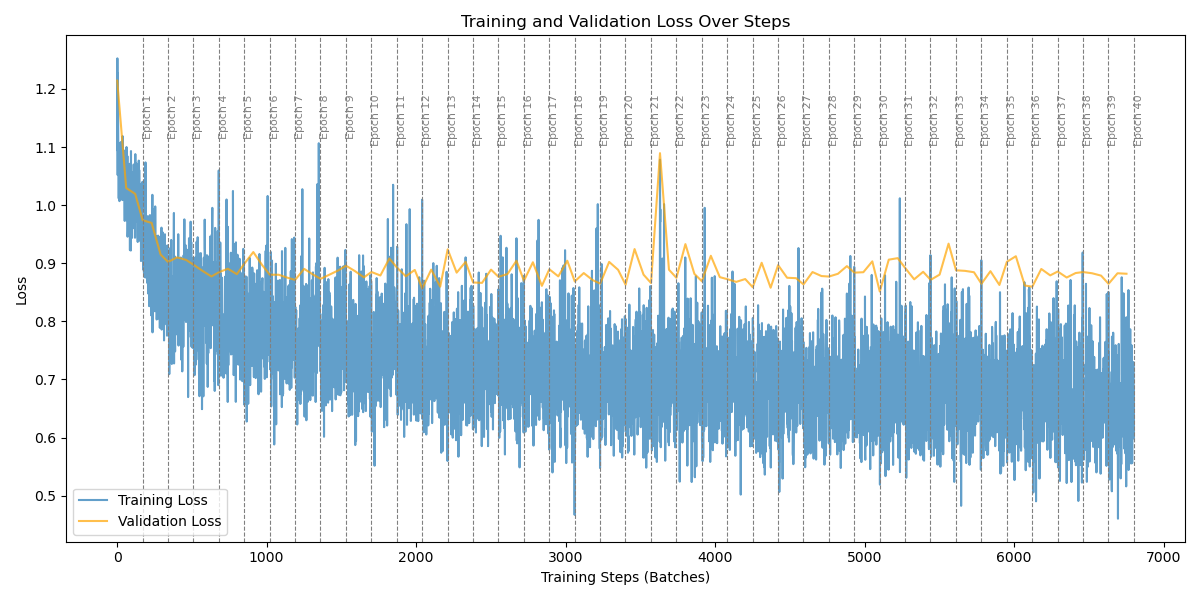 Training and Validation Loss Over Steps
Loss
1.2
1.1
1.0
0.9
0.8
0.7
0.6
0.5
Epoch 1
Epoch 2
Epoch 3
Epoch 4
Epoch 5
Epoch 6
Epoch 7
Epoch 8
Epoch 9
Epoch 10
Epoch 11
Epoch 12
Epoch 13
Epoch 14
Epoch 15
Epoch 16
Epoch 17
Epoch 18
Epoch 19
Epoch 20
Epoch 21
Epoch 22
Epoch 23
Epoch 24
Epoch 25
Epoch 26
Epoch 27
Epoch 28
Epoch 29
Epoch 30
Epoch 31
Epoch 32
Epoch 33
Epoch 34
Epoch 35
Epoch 36
Epoch 37
Epoch 38
Epoch 39
Epoch 40
Training Loss
Validation Loss
0 1000 2000 3000 4000 5000 6000 7000
Training Steps (Batches)